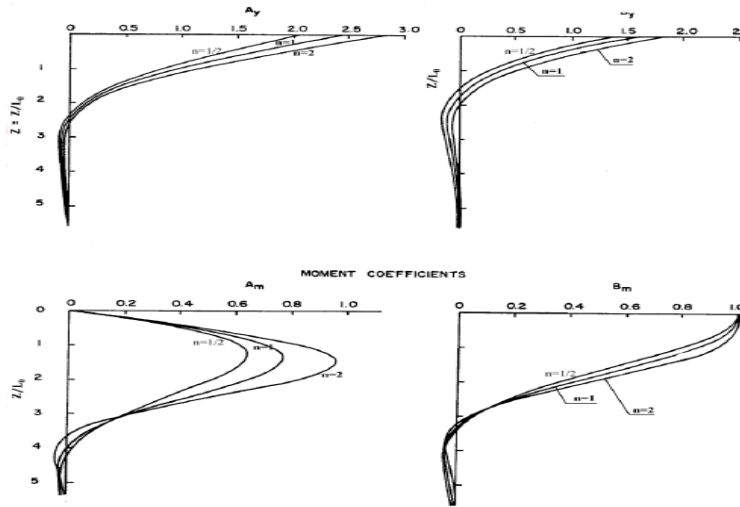 Ay
0 0.5 1.0 1.5 2.0 2.5 3.0
n=1/2
n=1
n=2
1
2
3
4
5
Z = Z/L0
0 0.5 1.0 1.5 2.0
n=1/2
n=1
n=2
Z/L0
MOMENT COEFFICIENTS
Am
0 0.2 0.4 0.6 0.8 1.0
0
n=1/2
n=1
n=2
1
2
3
4
5
Z/L0
Bm
0 0.2 0.4 0.6 0.8 1.0
n=1/2
n=1
n=2